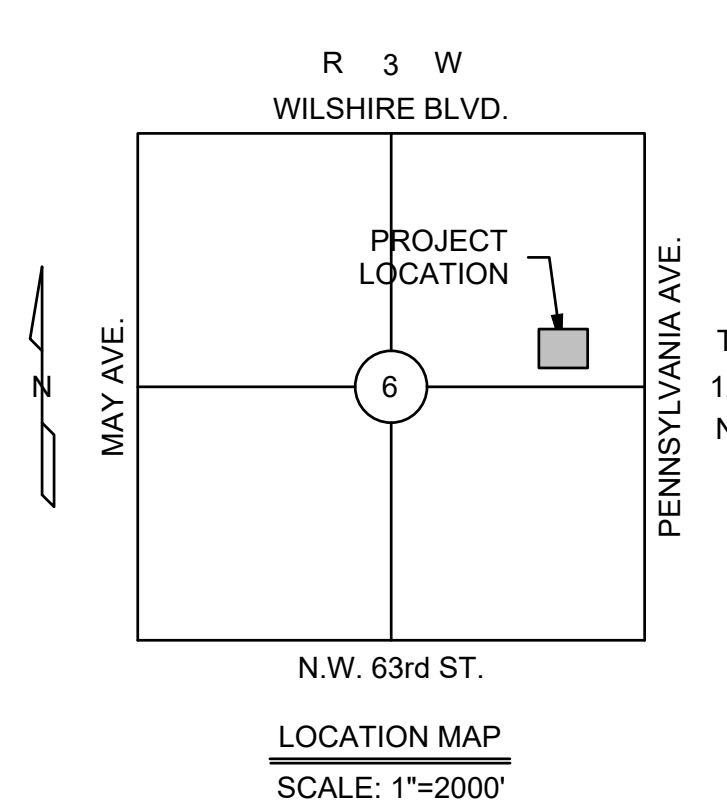 R 3 W
WILSHIRE BLVD.
PROJECT
LOCATION
PENNSYLVANIA AVE.
MAY AVE.
N
6
T
N
N.W. 63rd ST.
LOCATION MAP
SCALE: 1"=2000'